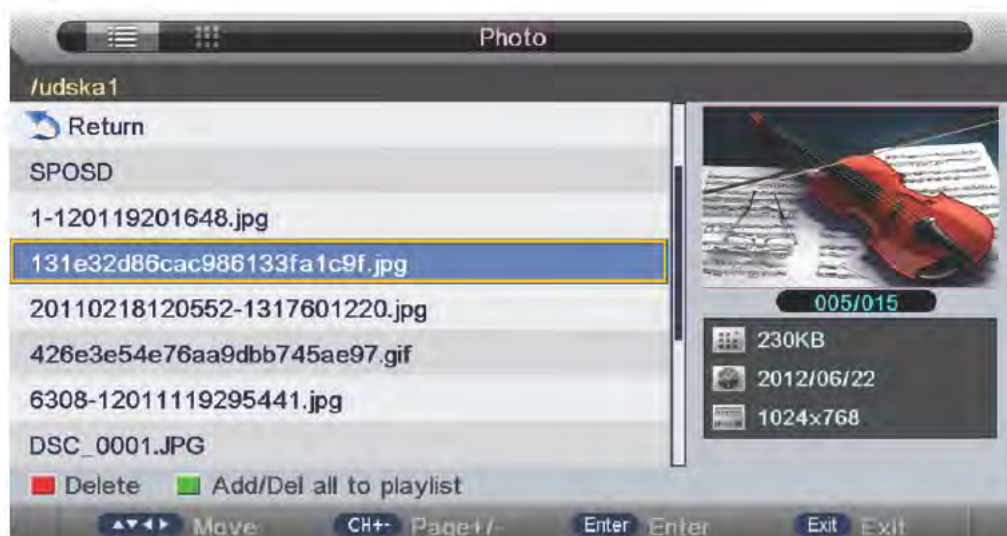 Photo
/udska1
Return
SPOSD
1-120119201648.jpg
131e32d86cac986133fa1c9f.jpg
20110218120552-1317601220.jpg
426e3e54e76aa9dbb745ae97.gif
6308-12011119295441.jpg
DSC_0001.JPG
005/015
230KB
2012/06/22
1024x768
Delete Add/Del all to playlist
Move CH+- Page+/- Enter Enter Exit Exit